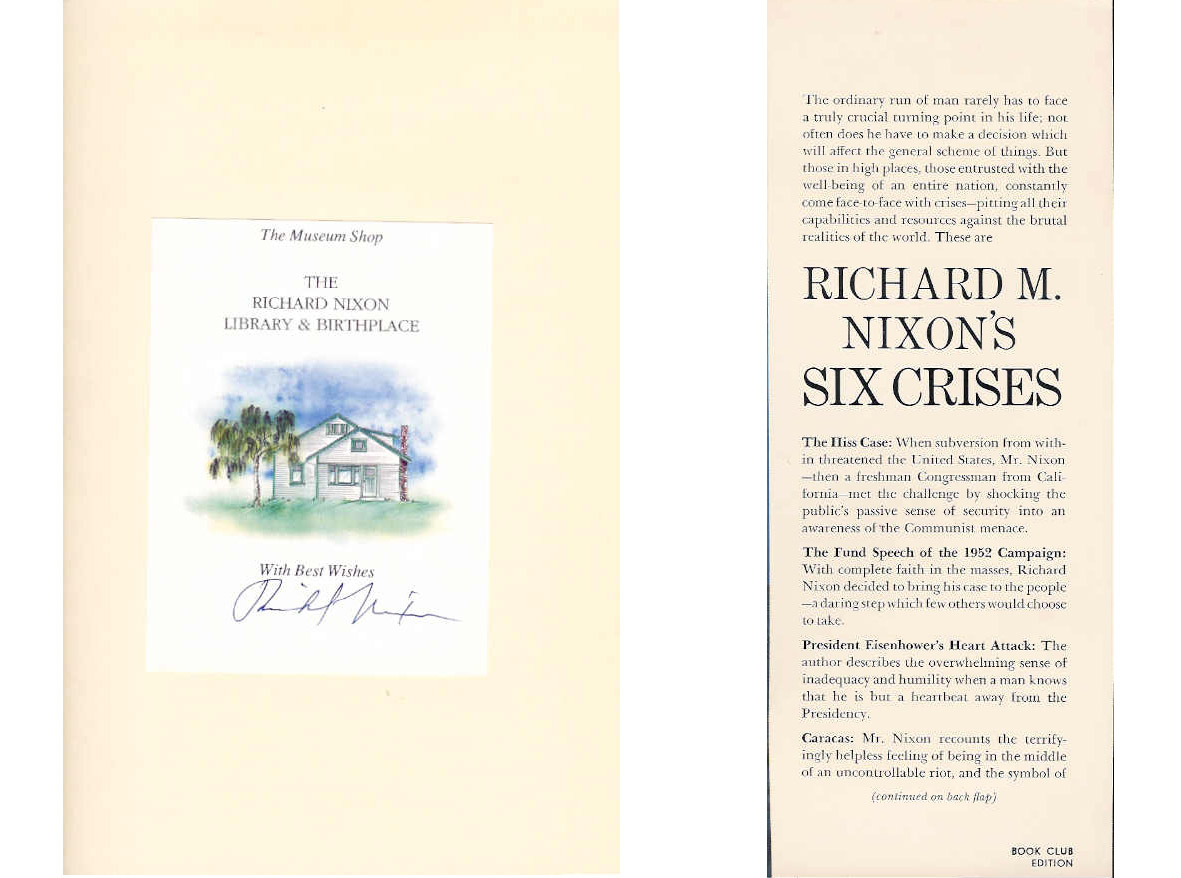 The Museum Shop
THE
RICHARD NIXON
LIBRARY & BIRTHPLACE
With Best Wishes
Richard Nixon
The ordinary run of man rarely has to face
a truly crucial turning point in his life; not
often does he have to make a decision which
will affect the general scheme of things. But
those in high places, those entrusted with the
well-being of an entire nation, constantly
come face-to-face with crises—pitting all their
capabilities and resources against the brutal
realities of the world. These are
RICHARD M.
NIXON'S
SIX CRISES
The Hiss Case: When subversion from with-
in threatened the United States, Mr. Nixon
—then a freshman Congressman from Cali-
fornia—met the challenge by shocking the
public's passive sense of security into an
awareness of the Communist menace.
The Fund Speech of the 1952 Campaign:
With complete faith in the masses, Richard
Nixon decided to bring his case to the people
—a daring step which few others would choose
to take.
President Eisenhower's Heart Attack: The
author describes the overwhelming sense of
inadequacy and humility when a man knows
that he is but a heartbeat away from the
Presidency.
Caracas: Mr. Nixon recounts the terrify-
ingly helpless feeling of being in the middle
of an uncontrollable riot, and the symbol of
(continued on back flap)
BOOK CLUB
EDITION